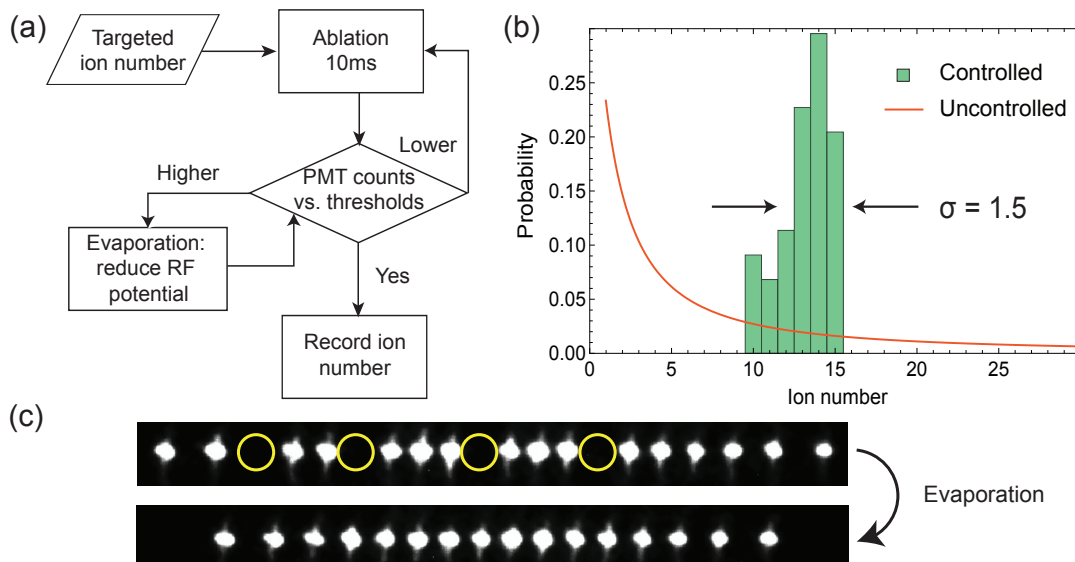 (a)
Targeted
ion number
Ablation
10ms
Lower
Higher
PMT counts
vs. thresholds
Evaporation:
reduce RF
potential
Yes
Record ion
number
(b)
Probability
0.25
0.20
0.15
0.10
0.05
0.00
0
5
10
15
20
25
Ion number
Controlled
Uncontrolled
σ = 1.5
(c)
Evaporation